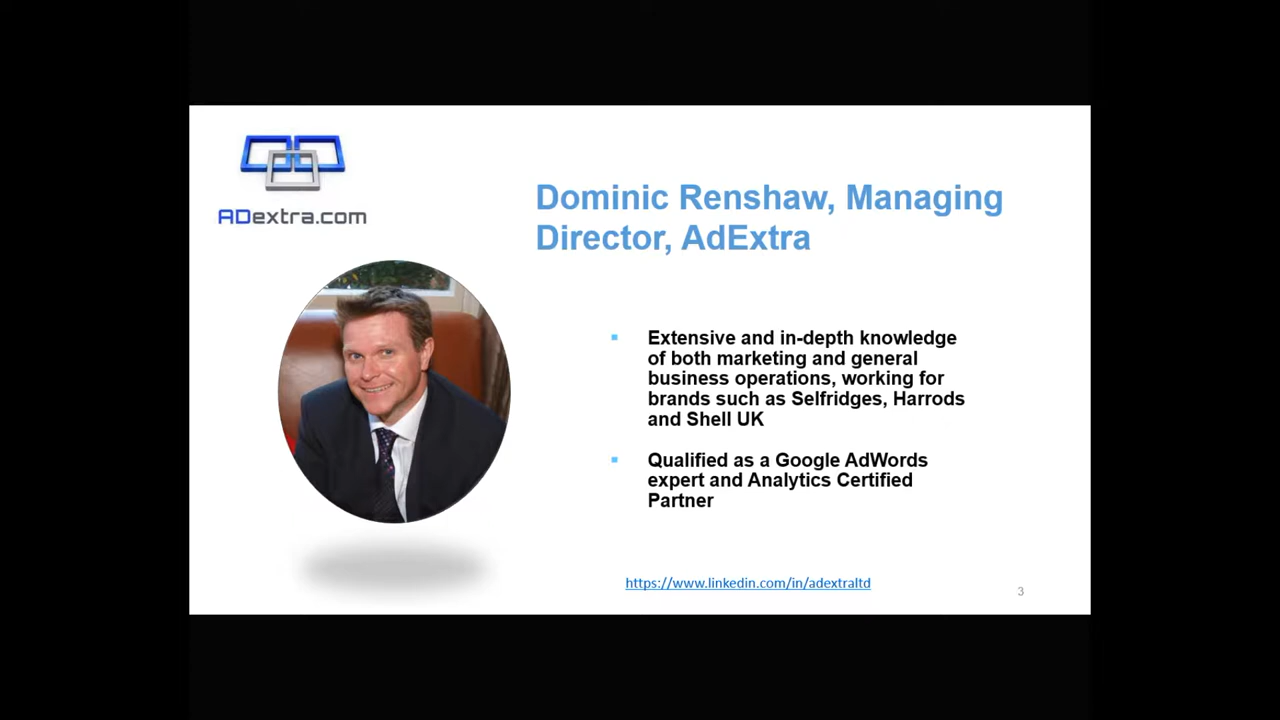 ADextra.com
Dominic Renshaw, Managing
Director, AdExtra
Extensive and in-depth knowledge
of both marketing and general
business operations, working for
brands such as Selfridges, Harrods
and Shell UK
Qualified as a Google AdWords
expert and Analytics Certified
Partner
https://www.linkedin.com/in/adextraltd
3